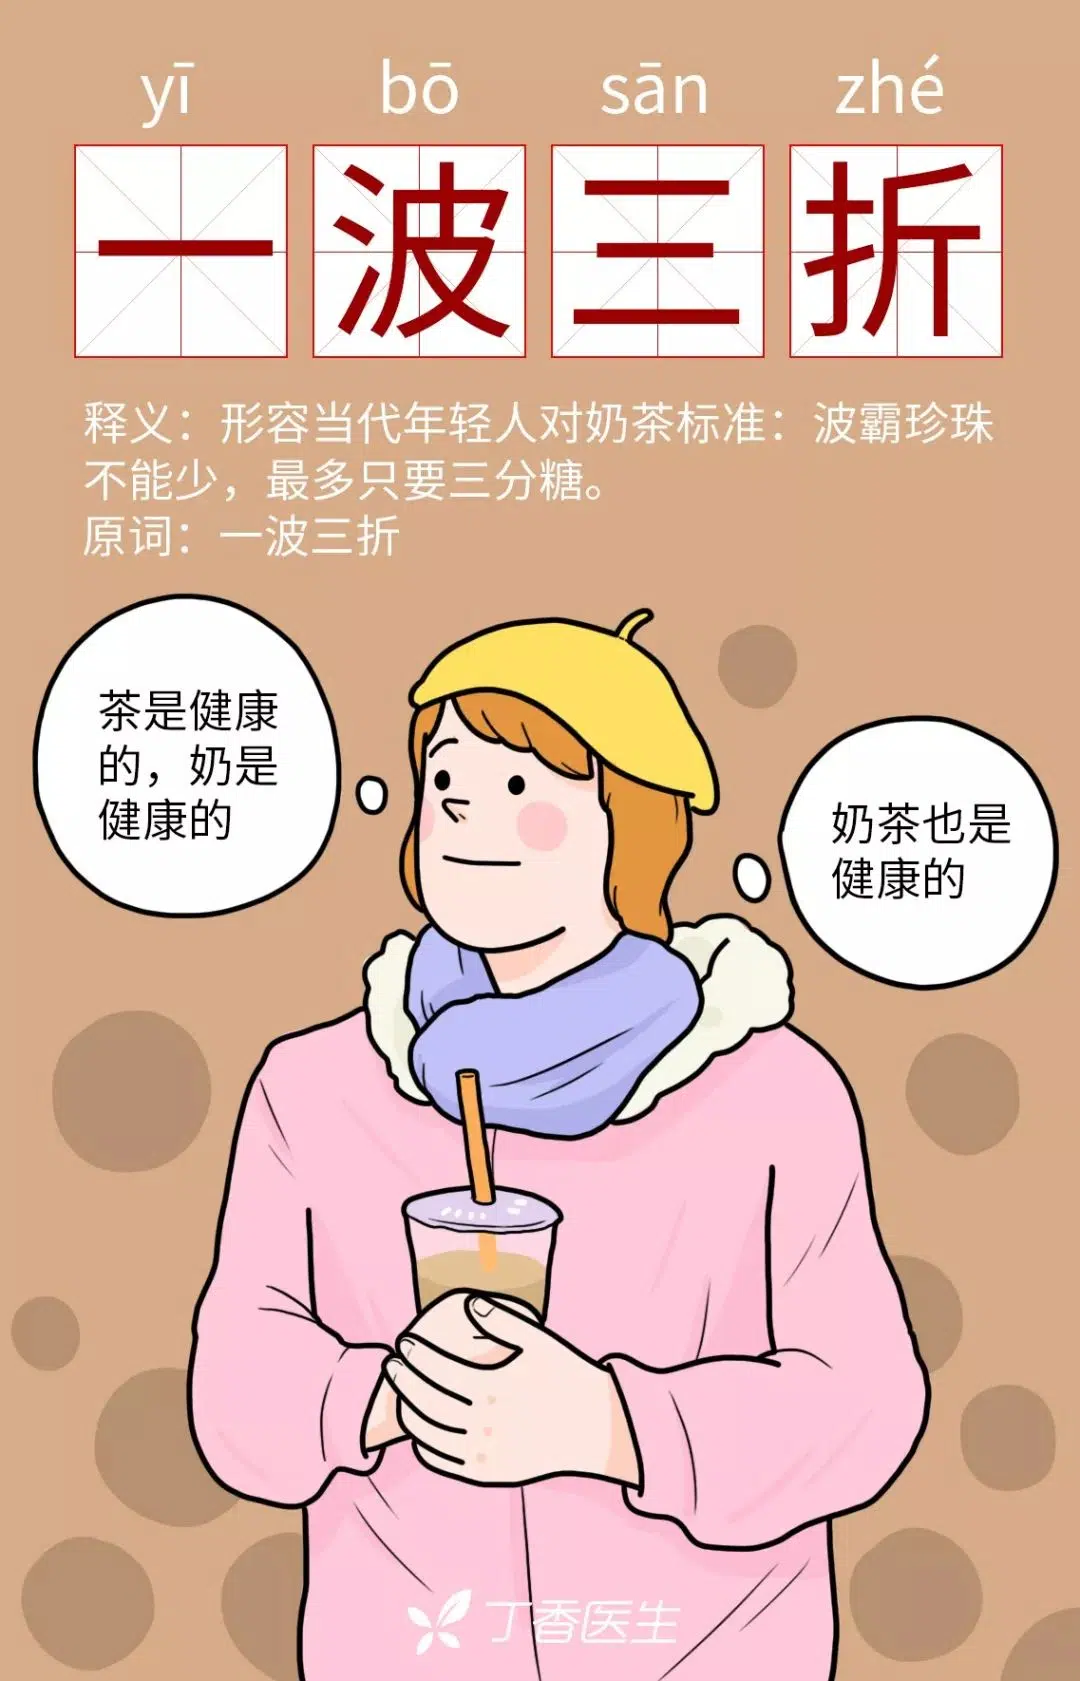 yī bō sān zhé
一波三折
释义：形容当代年轻人对奶茶标准：波霸珍珠
不能少，最多只要三分糖。
原词：一波三折
茶是健康
的，奶是
健康的
奶茶也是
健康的
丁香医生